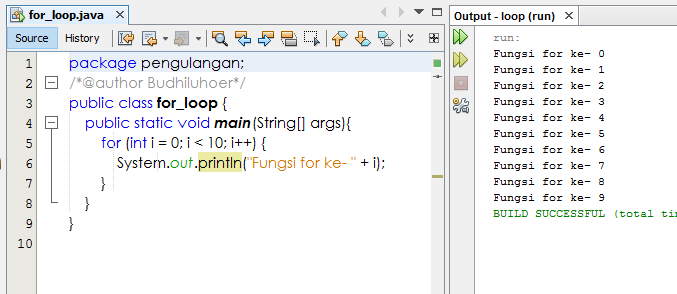 for_loop.java
Source History
1 package pengulangan;
2 /*@author Budhiluhoer*/
3 public class for_loop {
4 public static void main(String[] args){
5 for (int i = 0; i < 10; i++) {
6 System.out.println("Fungsi for ke- " + i);
7 }
8 }
9 }
10
Output - loop (run)
run:
Fungsi for ke- 0
Fungsi for ke- 1
Fungsi for ke- 2
Fungsi for ke- 3
Fungsi for ke- 4
Fungsi for ke- 5
Fungsi for ke- 6
Fungsi for ke- 7
Fungsi for ke- 8
Fungsi for ke- 9
BUILD SUCCESSFUL (total